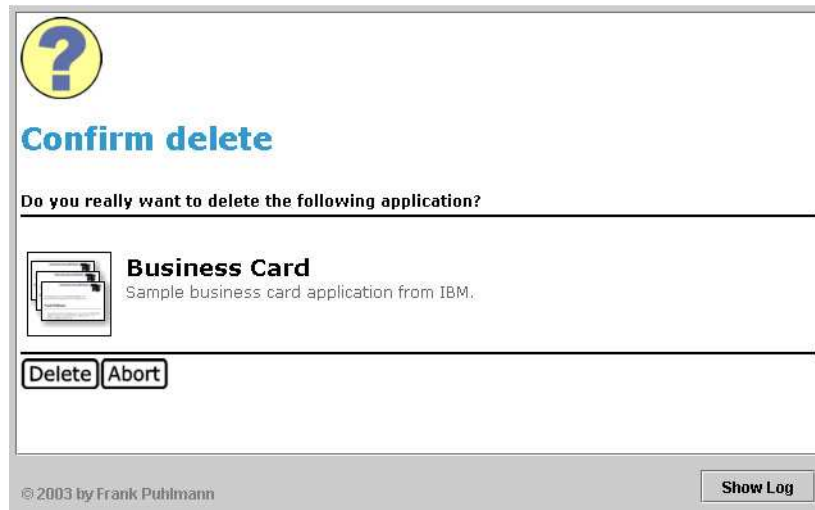 ?
Confirm delete
Do you really want to delete the following application?
Business Card
Sample business card application from IBM.
Delete Abort
© 2003 by Frank Puhlmann
Show Log